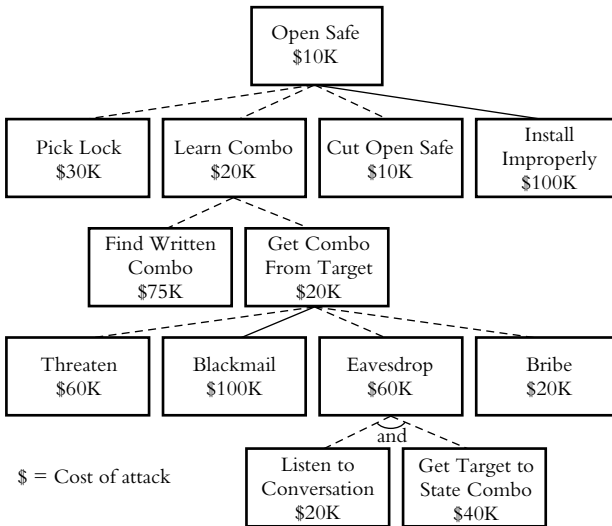 Open Safe
$10K
Pick Lock
$30K
Learn Combo
$20K
Cut Open Safe
$10K
Install
Improperly
$100K
Find Written
Combo
$75K
Get Combo
From Target
$20K
Threaten
$60K
Blackmail
$100K
Eavesdrop
$60K
Bribe
$20K
and
$ = Cost of attack
Listen to
Conversation
$20K
Get Target to
State Combo
$40K